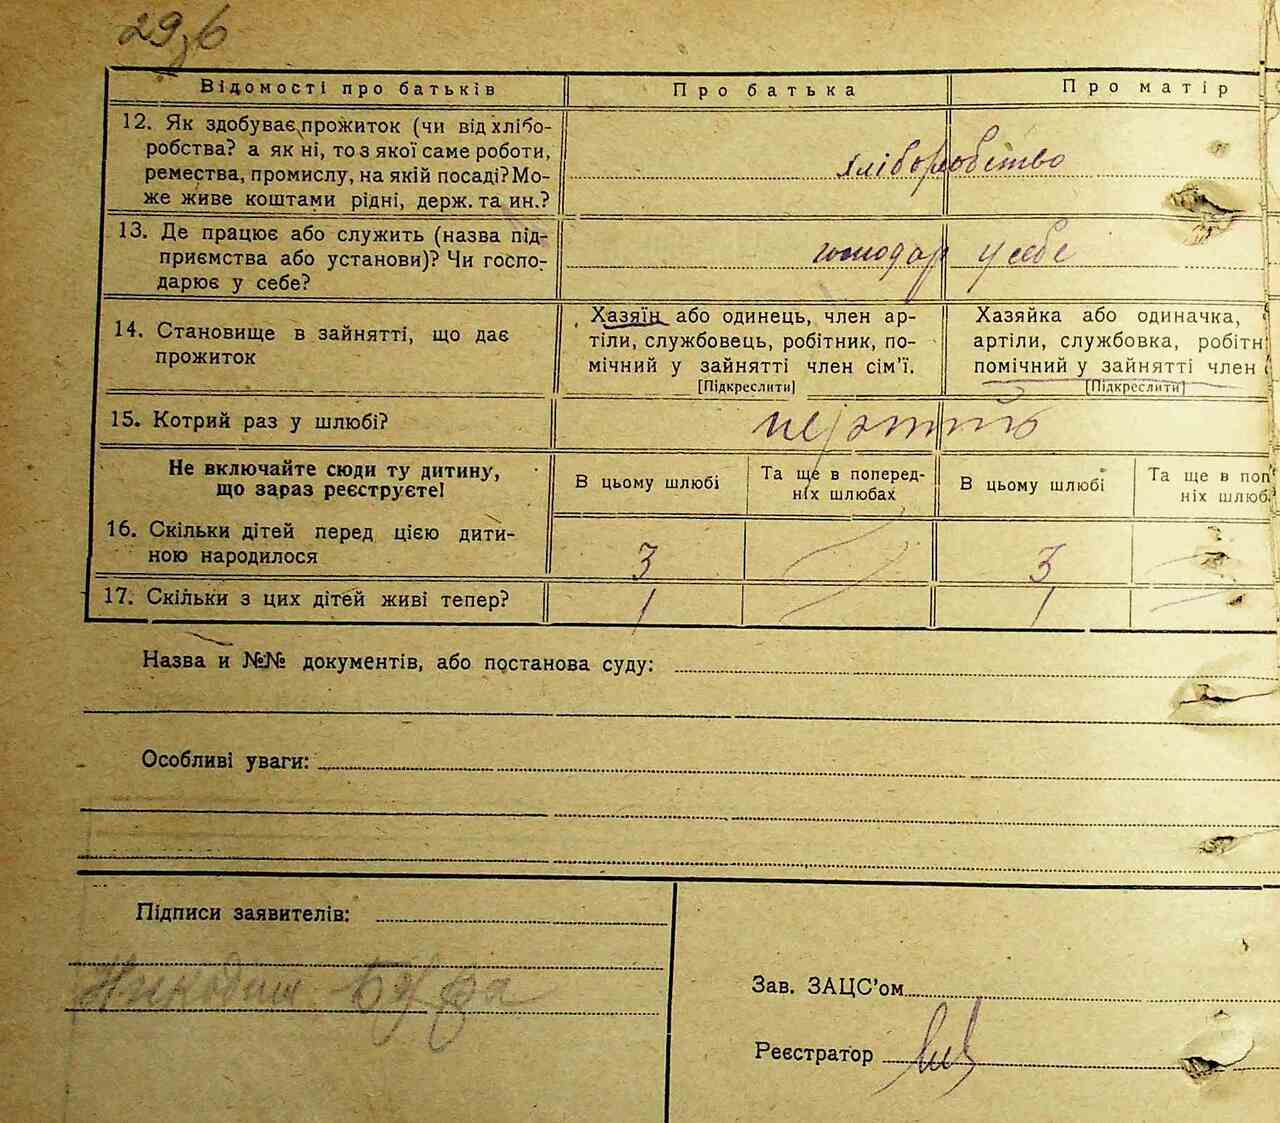 Відомості про батьків
Про батька
Про матір
12. Як здобуває прожиток (чи від хлібо-
робства? а як ні, то з якої саме роботи,
ремества, промислу, на якій посаді? Мо-
же живе коштами рідні, держ. та ин.?
хліборобство
13. Де працює або служить (назва під-
приємства або установи)? Чи госпо-
дарює у себе?
господар у себе
14. Становище в зайнятті, що дає
прожиток
Хазяїн або одинець, член ар-
тіли, службовець, робітник, по-
мічний у зайнятті член сім'ї.
[Підкреслити]
Хазяйка або одиначка,
артіли, службовка, робітн
помічний у зайнятті член
[Підкреслити]
15. Котрий раз у шлюбі?
Не включайте сюди ту дитину,
що зараз реєструєте!
В цьому шлюбі
Та ще в поперед-
ніх шлюбах
В цьому шлюбі
Та ще в поп
ніх шлюб
16. Скільки дітей перед цією дити-
ною народилося
3
3
17. Скільки з цих дітей живі тепер?
1
1
Назва и №№ документів, або постанова суду:
Особливі уваги:
Підписи заявителів:
Никодим
Зав. ЗАЦС'ом
Реєстратор